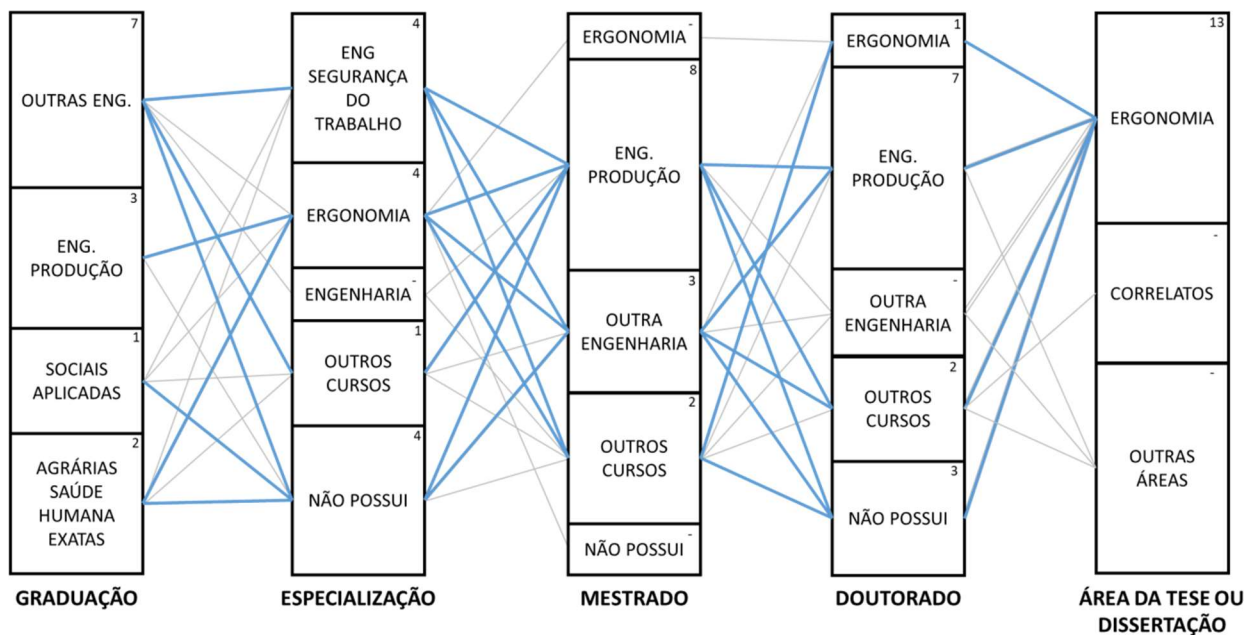 7
OUTRAS ENG.
3
ENG.
PRODUÇÃO
1
SOCIAIS
APLICADAS
2
AGRÁRIAS
SAÚDE
HUMANA
EXATAS
GRADUAÇÃO
4
ENG
SEGURANÇA
DO
TRABALHO
4
ERGONOMIA
-
ENGENHARIA
1
OUTROS
CURSOS
4
NÃO POSSUI
ESPECIALIZAÇÃO
-
ERGONOMIA
8
ENG.
PRODUÇÃO
3
OUTRA
ENGENHARIA
2
OUTROS
CURSOS
-
NÃO POSSUI
MESTRADO
1
ERGONOMIA
7
ENG.
PRODUÇÃO
-
OUTRA
ENGENHARIA
2
OUTROS
CURSOS
3
NÃO POSSUI
DOUTORADO
13
ERGONOMIA
-
CORRELATOS
-
OUTRAS
ÁREAS
ÁREA DA TESE OU
DISSERTAÇÃO